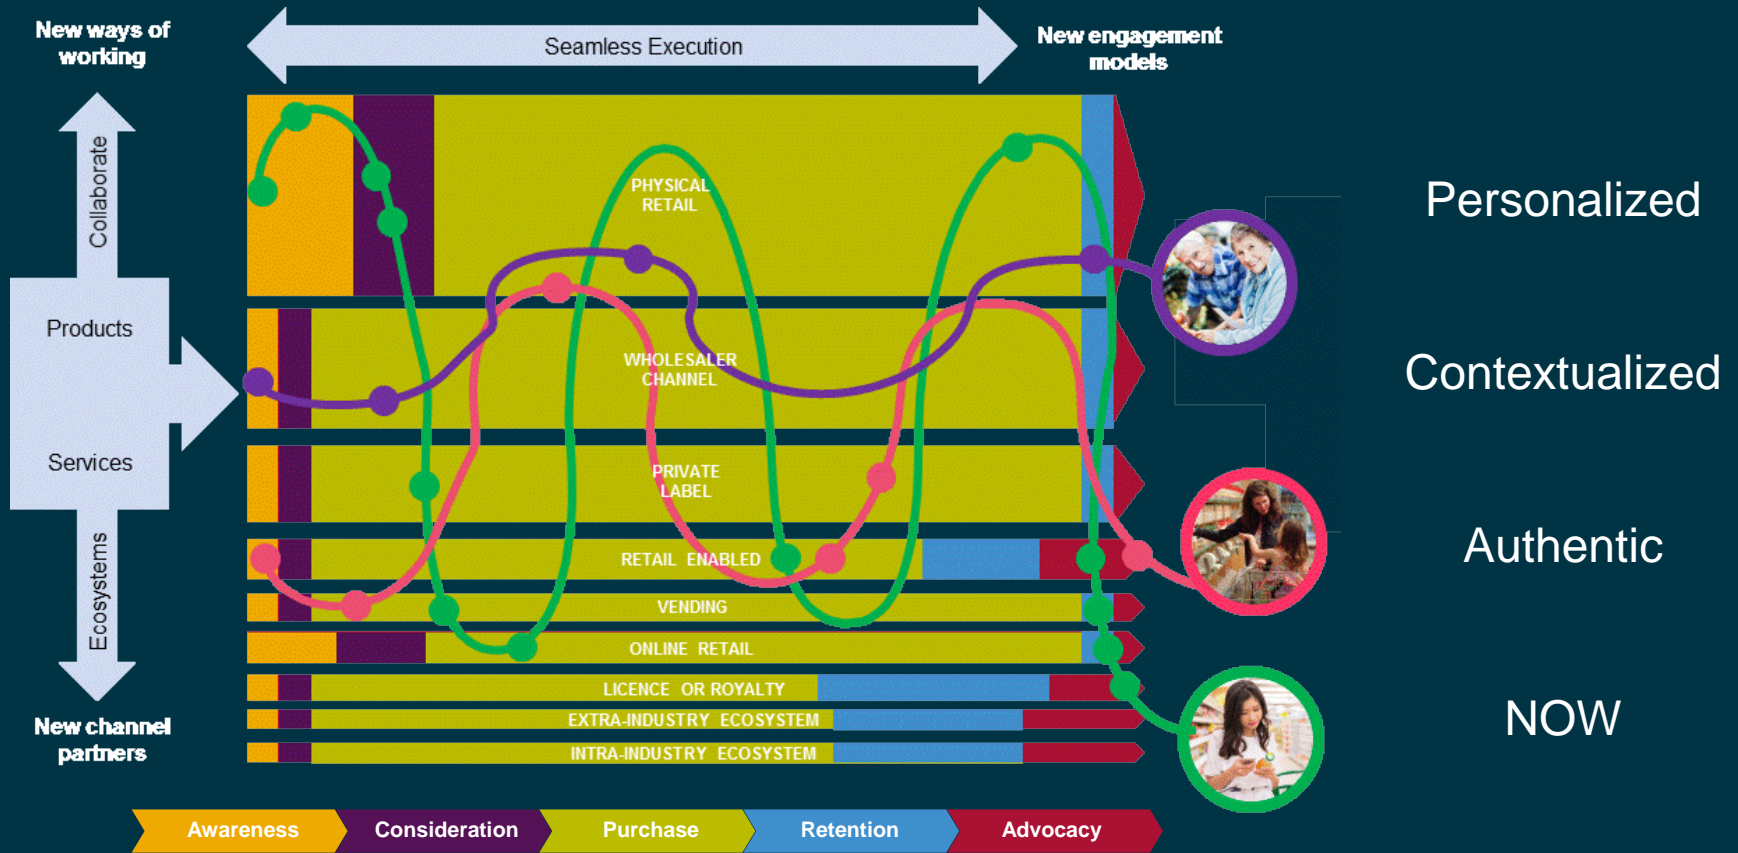 New ways of
working
Seamless Execution
New engagement
models
Collaborate
Products
Services
Ecosystems
New channel
partners
PHYSICAL
RETAIL
WHOLESALER
CHANNEL
PRIVATE
LABEL
RETAIL ENABLED
VENDING
ONLINE RETAIL
LICENCE OR ROYALTY
EXTRA-INDUSTRY ECOSYSTEM
INTRA-INDUSTRY ECOSYSTEM
Personalized
Contextualized
Authentic
NOW
Awareness
Consideration
Purchase
Retention
Advocacy